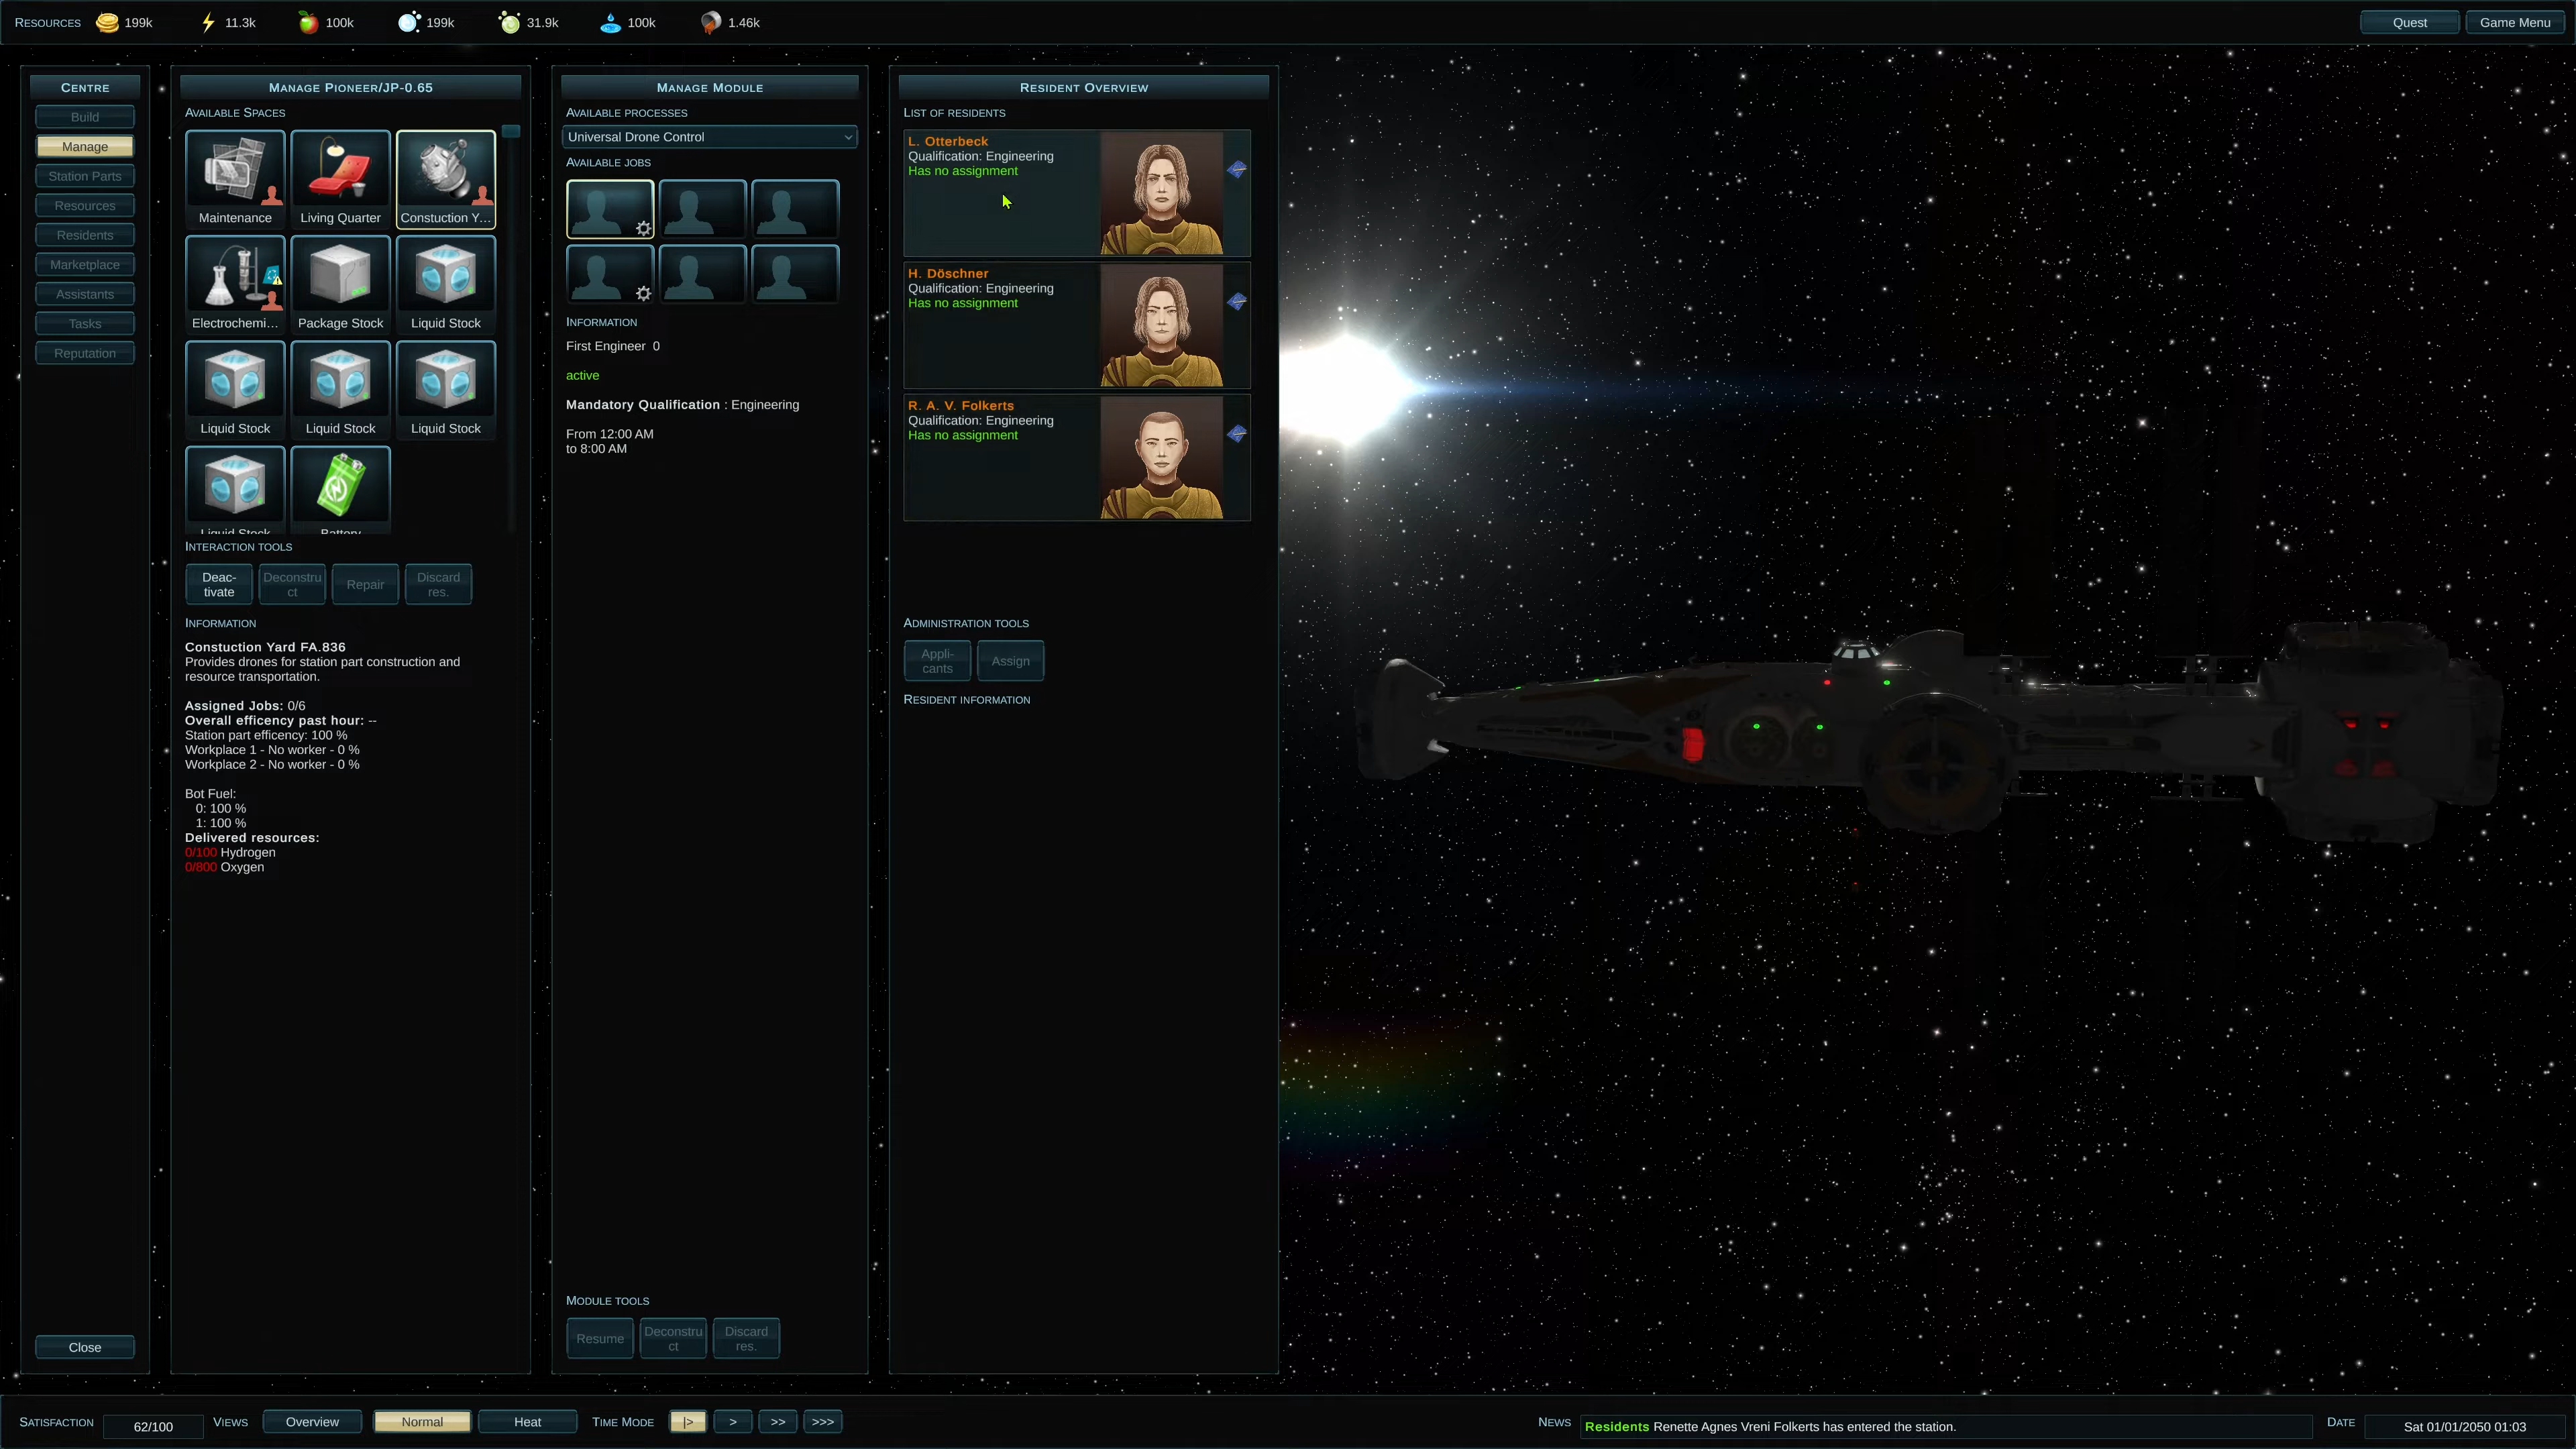 Resources 199k 11.3k 100k 199k 31.9k 100k 1.46k Quest Game Menu
Centre
Build
Manage
Station Parts
Resources
Residents
Marketplace
Assistants
Tasks
Reputation
Close
Manage Pioneer/JP-0.65
Available Spaces
Maintenance Living Quarter Constuction Y...
Electrochemi... Package Stock Liquid Stock
Liquid Stock Liquid Stock Liquid Stock
Liquid Stock Battery
Interaction tools
Deac-
tivate
Deconstru
ct
Repair
Discard
res.
Information
Constuction Yard FA.836
Provides drones for station part construction and
resource transportation.
Assigned Jobs: 0/6
Overall efficency past hour: --
Station part efficency: 100 %
Workplace 1 - No worker - 0 %
Workplace 2 - No worker - 0 %
Bot Fuel:
0: 100 %
1: 100 %
Delivered resources:
0/100 Hydrogen
0/800 Oxygen
Manage Module
Available processes
Universal Drone Control
Available jobs
Information
First Engineer 0
active
Mandatory Qualification : Engineering
From 12:00 AM
to 8:00 AM
Module tools
Resume
Deconstru
ct
Discard
res.
Resident Overview
List of residents
L. Otterbeck
Qualification: Engineering
Has no assignment
H. Döschner
Qualification: Engineering
Has no assignment
R. A. V. Folkerts
Qualification: Engineering
Has no assignment
Administration tools
Appli-
cants
Assign
Resident information
Satisfaction 62/100 Views Overview Normal Heat Time Mode |> > >> >>> News Residents Renette Agnes Vreni Folkerts has entered the station. Date Sat 01/01/2050 01:03